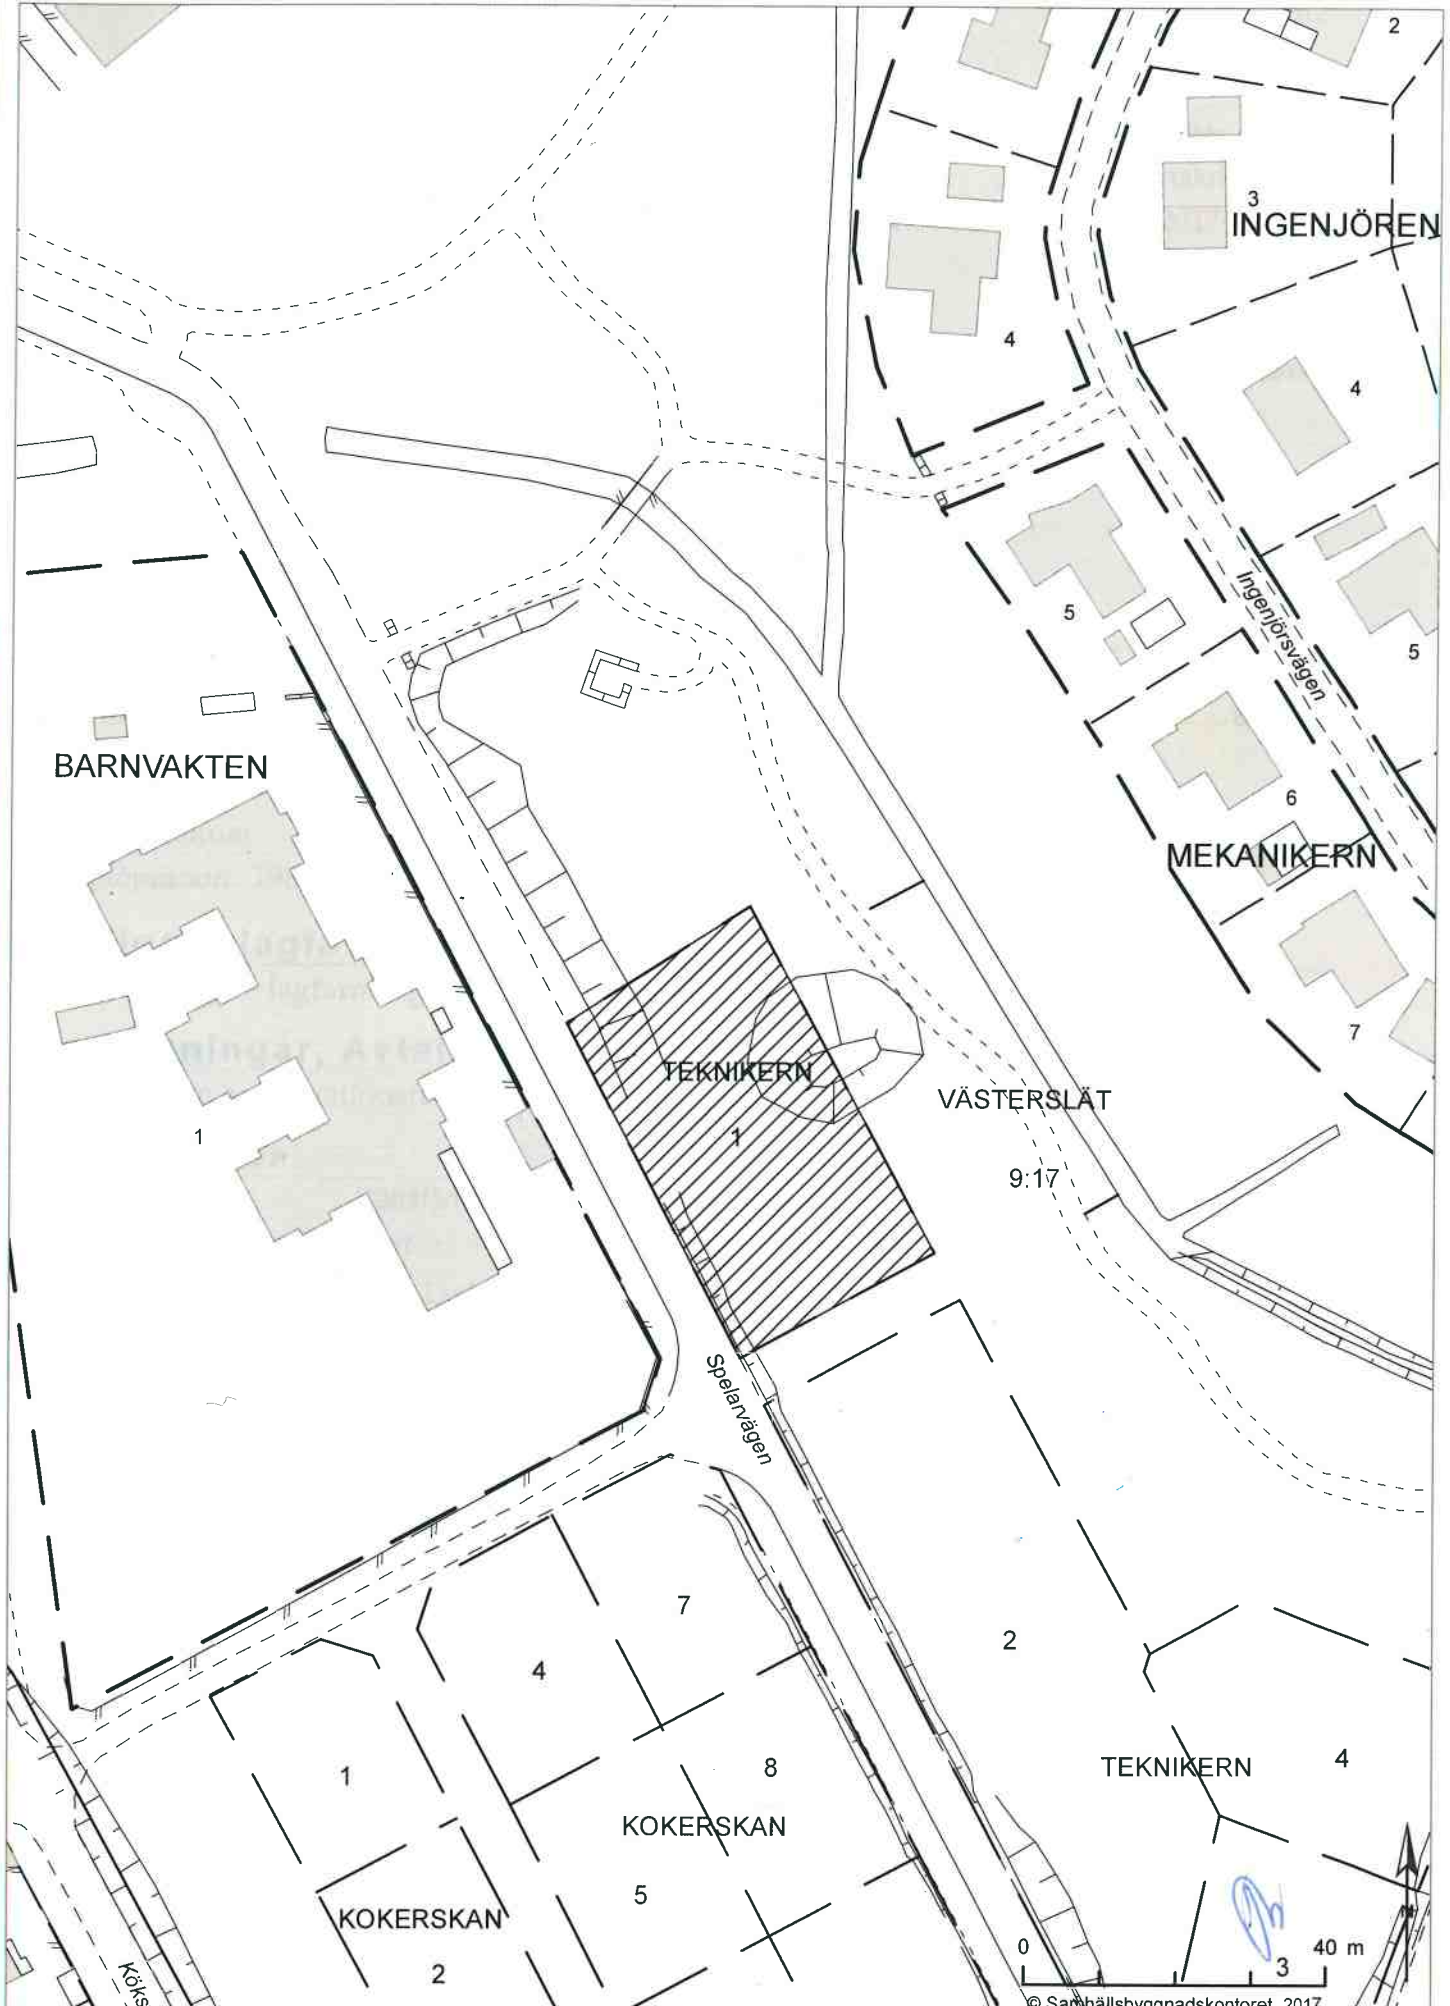 2
3
INGENJÖREN
4
4
5
Ingenjörsvägen
5
BARNVAKTEN
6
MEKANIKERN
7
TEKNIKERN
1
VÄSTERSLÄT
9:17
1
Spelarvägen
7
2
4
1
8
TEKNIKERN
4
KOKERSKAN
5
KOKERSKAN
2
0
40 m
3
Köks
© Samhällsbyggnadskontoret, 2017